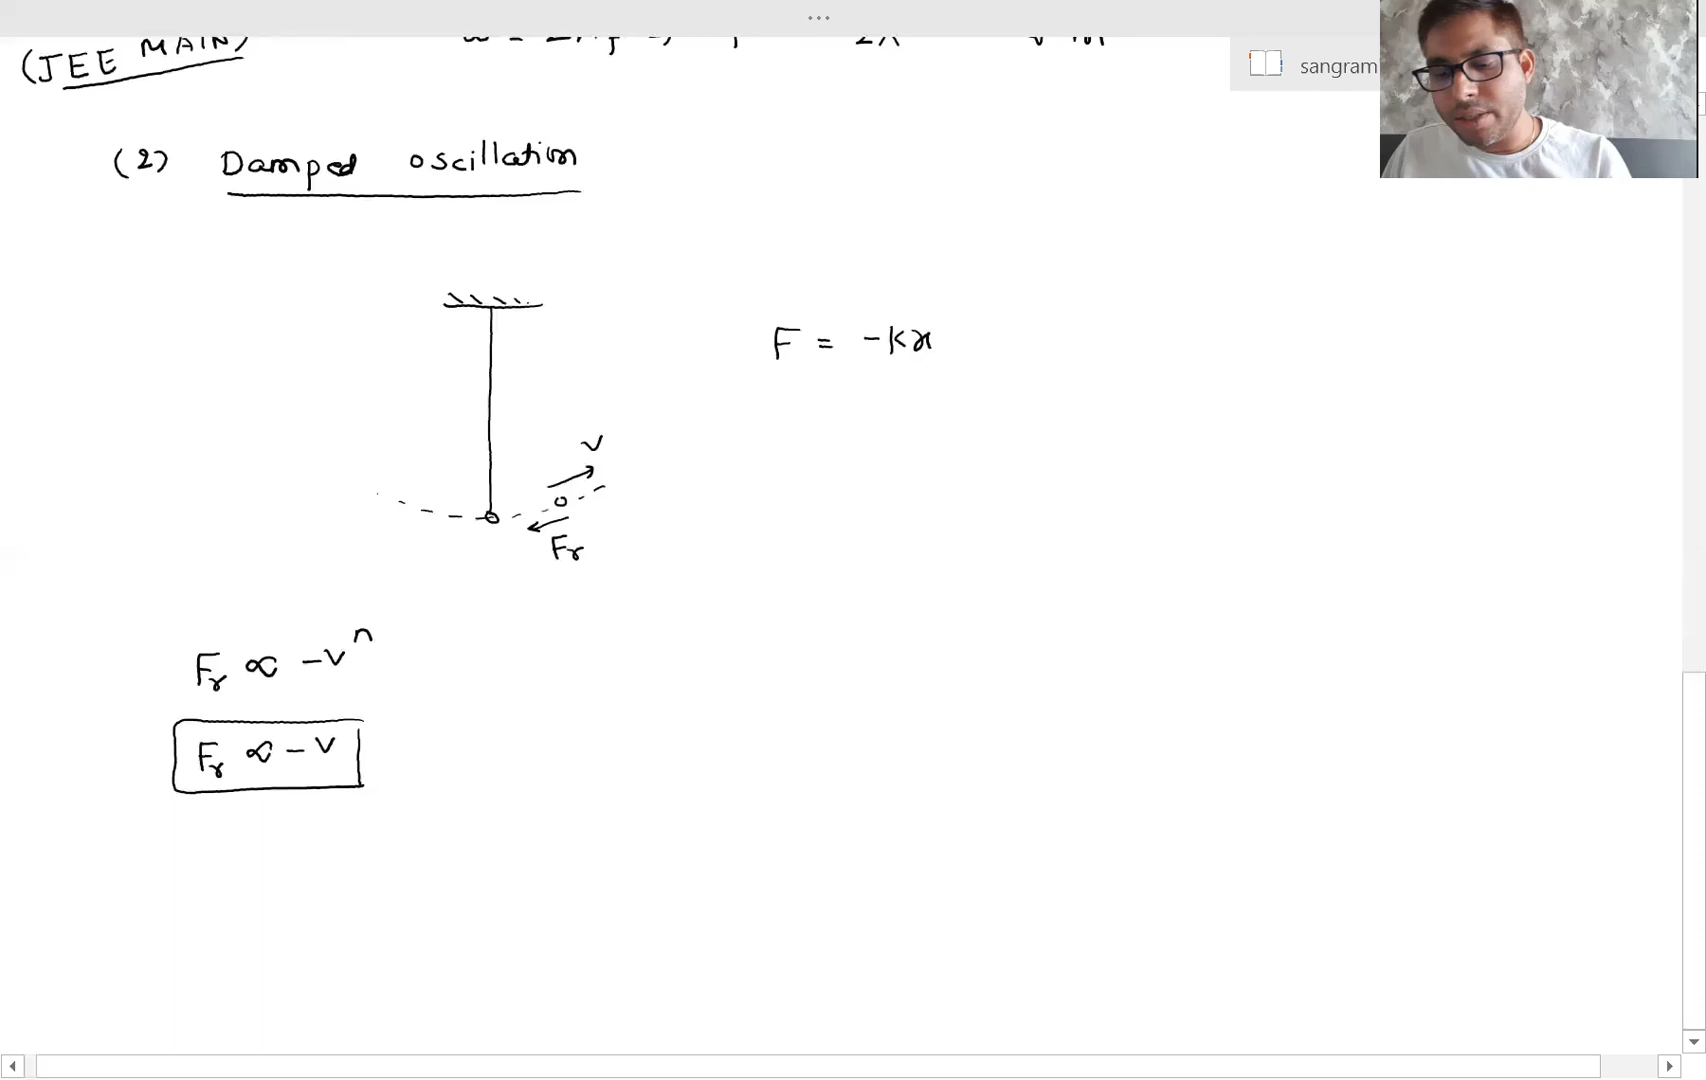 (JEE MAIN)
sangram
(2) Damped oscillation
F = -kx
v
Fr
Fr ∝ -v^n
Fr ∝ -v